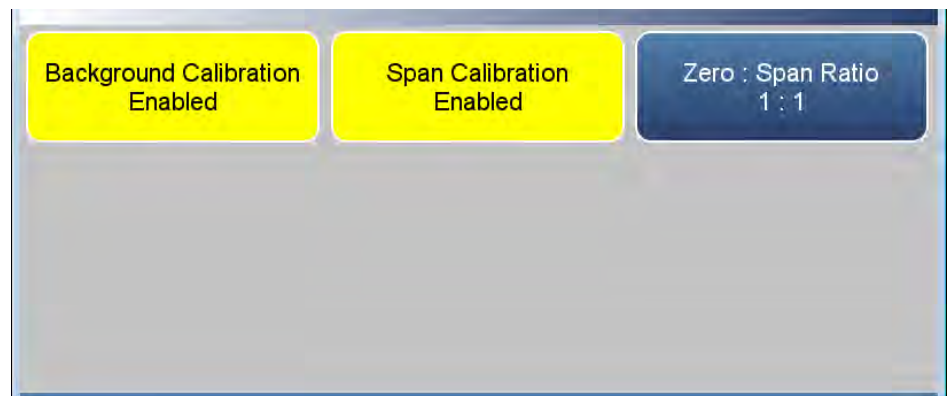 Background Calibration
Enabled
Span Calibration
Enabled
Zero : Span Ratio
1 : 1